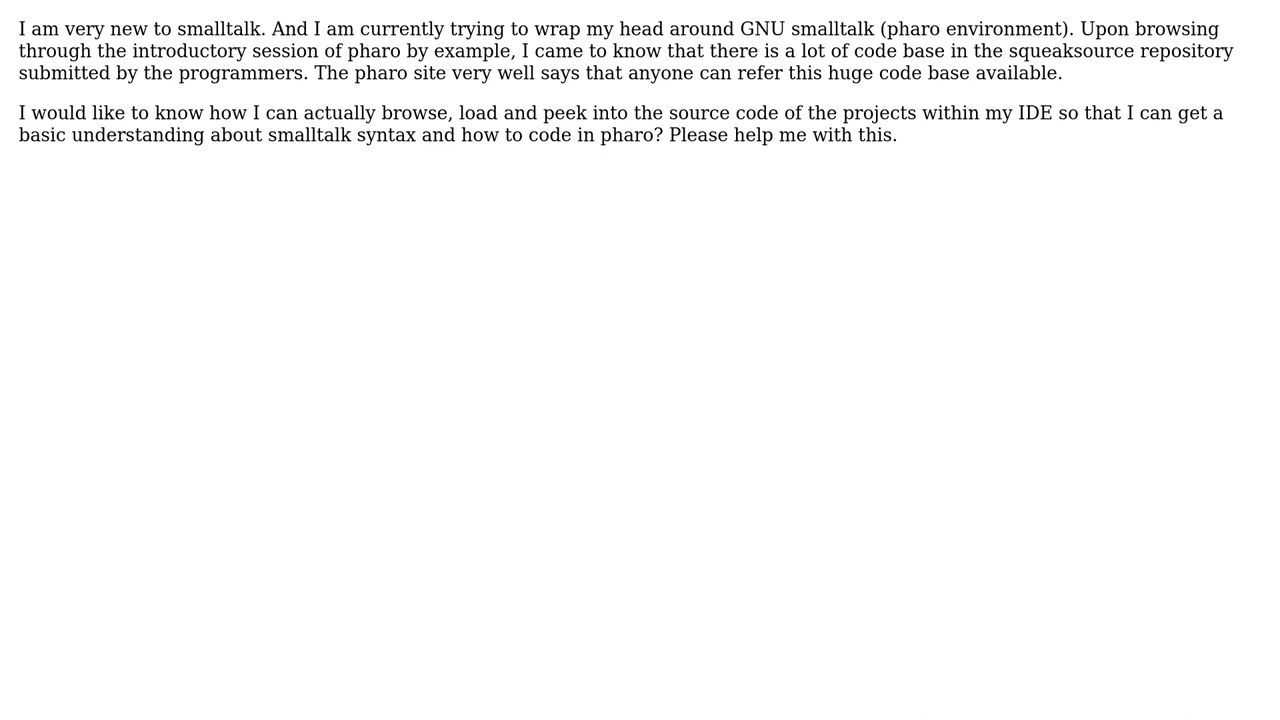 I am very new to smalltalk. And I am currently trying to wrap my head around GNU smalltalk (pharo environment). Upon browsing
through the introductory session of pharo by example, I came to know that there is a lot of code base in the squeaksource repository
submitted by the programmers. The pharo site very well says that anyone can refer this huge code base available.
I would like to know how I can actually browse, load and peek into the source code of the projects within my IDE so that I can get a
basic understanding about smalltalk syntax and how to code in pharo? Please help me with this.